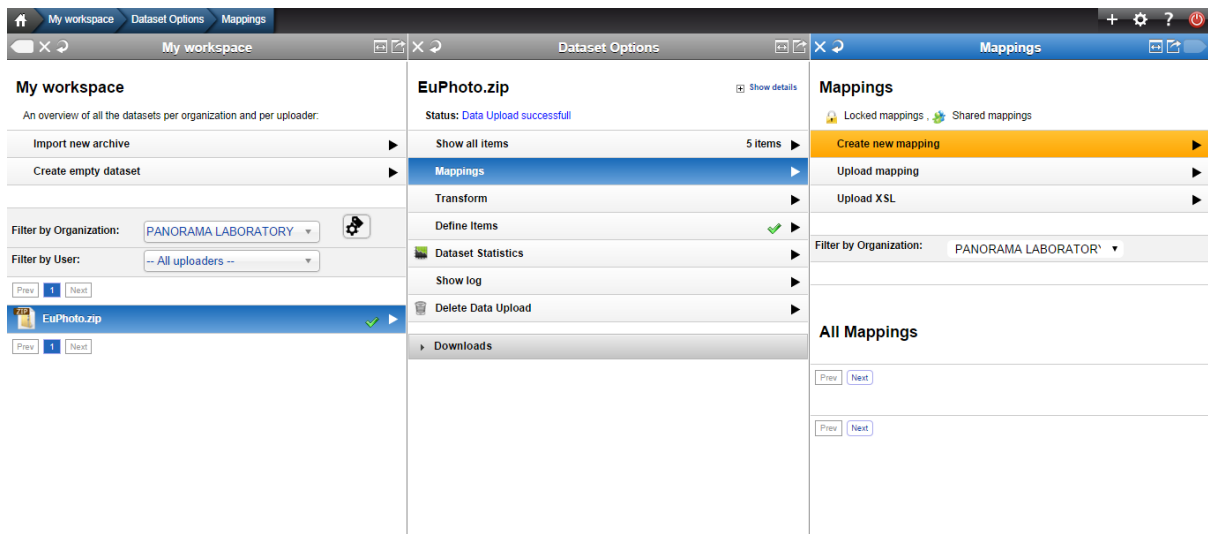 My workspace Dataset Options Mappings
My workspace
My workspace
An overview of all the datasets per organization and per uploader:
Import new archive
Create empty dataset
Filter by Organization: PANORAMA LABORATORY
Filter by User: -- All uploaders --
Prev 1 Next
ZIP EuPhoto.zip
Prev 1 Next
Dataset Options
EuPhoto.zip Show details
Status: Data Upload successfull
Show all items 5 items
Mappings
Transform
Define Items
Dataset Statistics
Show log
Delete Data Upload
Downloads
Mappings
Mappings
Locked mappings , Shared mappings
Create new mapping
Upload mapping
Upload XSL
Filter by Organization: PANORAMA LABORATOR
All Mappings
Prev Next
Prev Next